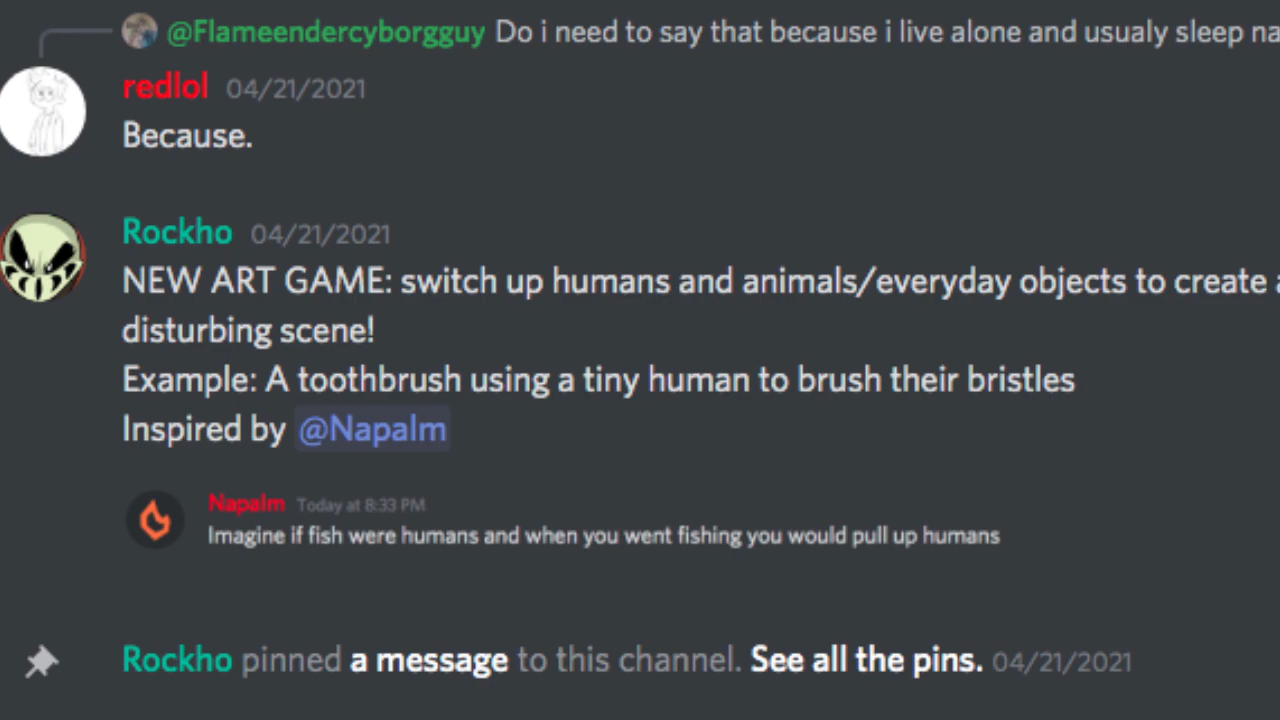 @Flameendercyborgguy Do i need to say that because i live alone and usualy sleep
redlol 04/21/2021
Because.
Rockho 04/21/2021
NEW ART GAME: switch up humans and animals/everyday objects to create
disturbing scene!
Example: A toothbrush using a tiny human to brush their bristles
Inspired by @Napalm
Napalm Today at 8:33 PM
Imagine if fish were humans and when you went fishing you would pull up humans
Rockho pinned a message to this channel. See all the pins. 04/21/2021